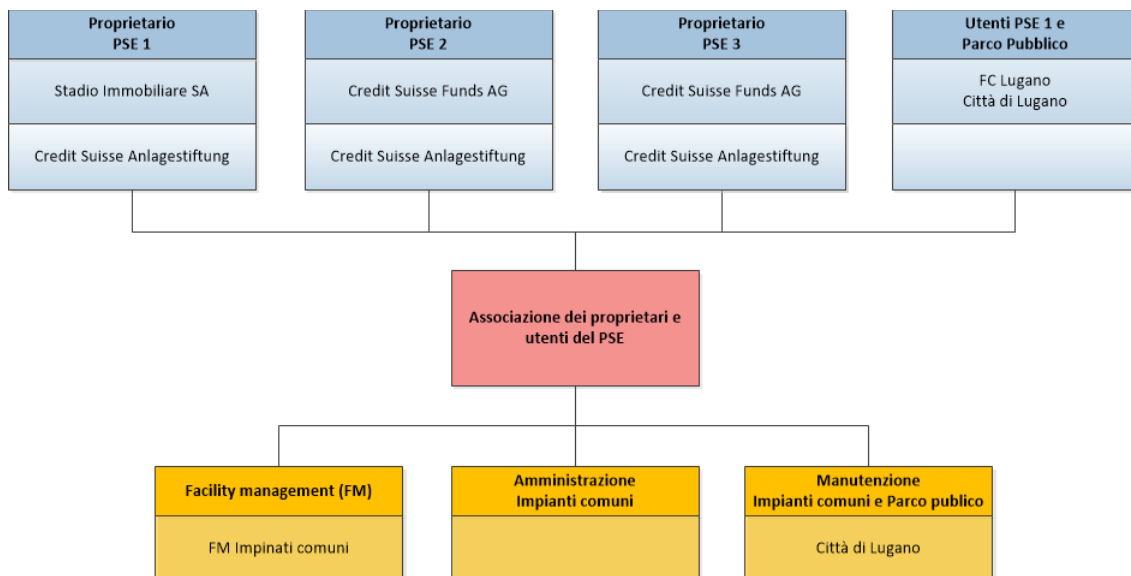 Proprietario
PSE 1
Stadio Immobiliare SA
Credit Suisse Anlagestiftung
Proprietario
PSE 2
Credit Suisse Funds AG
Credit Suisse Anlagestiftung
Proprietario
PSE 3
Credit Suisse Funds AG
Credit Suisse Anlagestiftung
Utenti PSE 1 e
Parco Pubblico
FC Lugano
Città di Lugano
Associazione dei proprietari e
utenti del PSE
Facility management (FM)
FM Impinati comuni
Amministrazione
Impianti comuni
Manutenzione
Impianti comuni e Parco publico
Città di Lugano